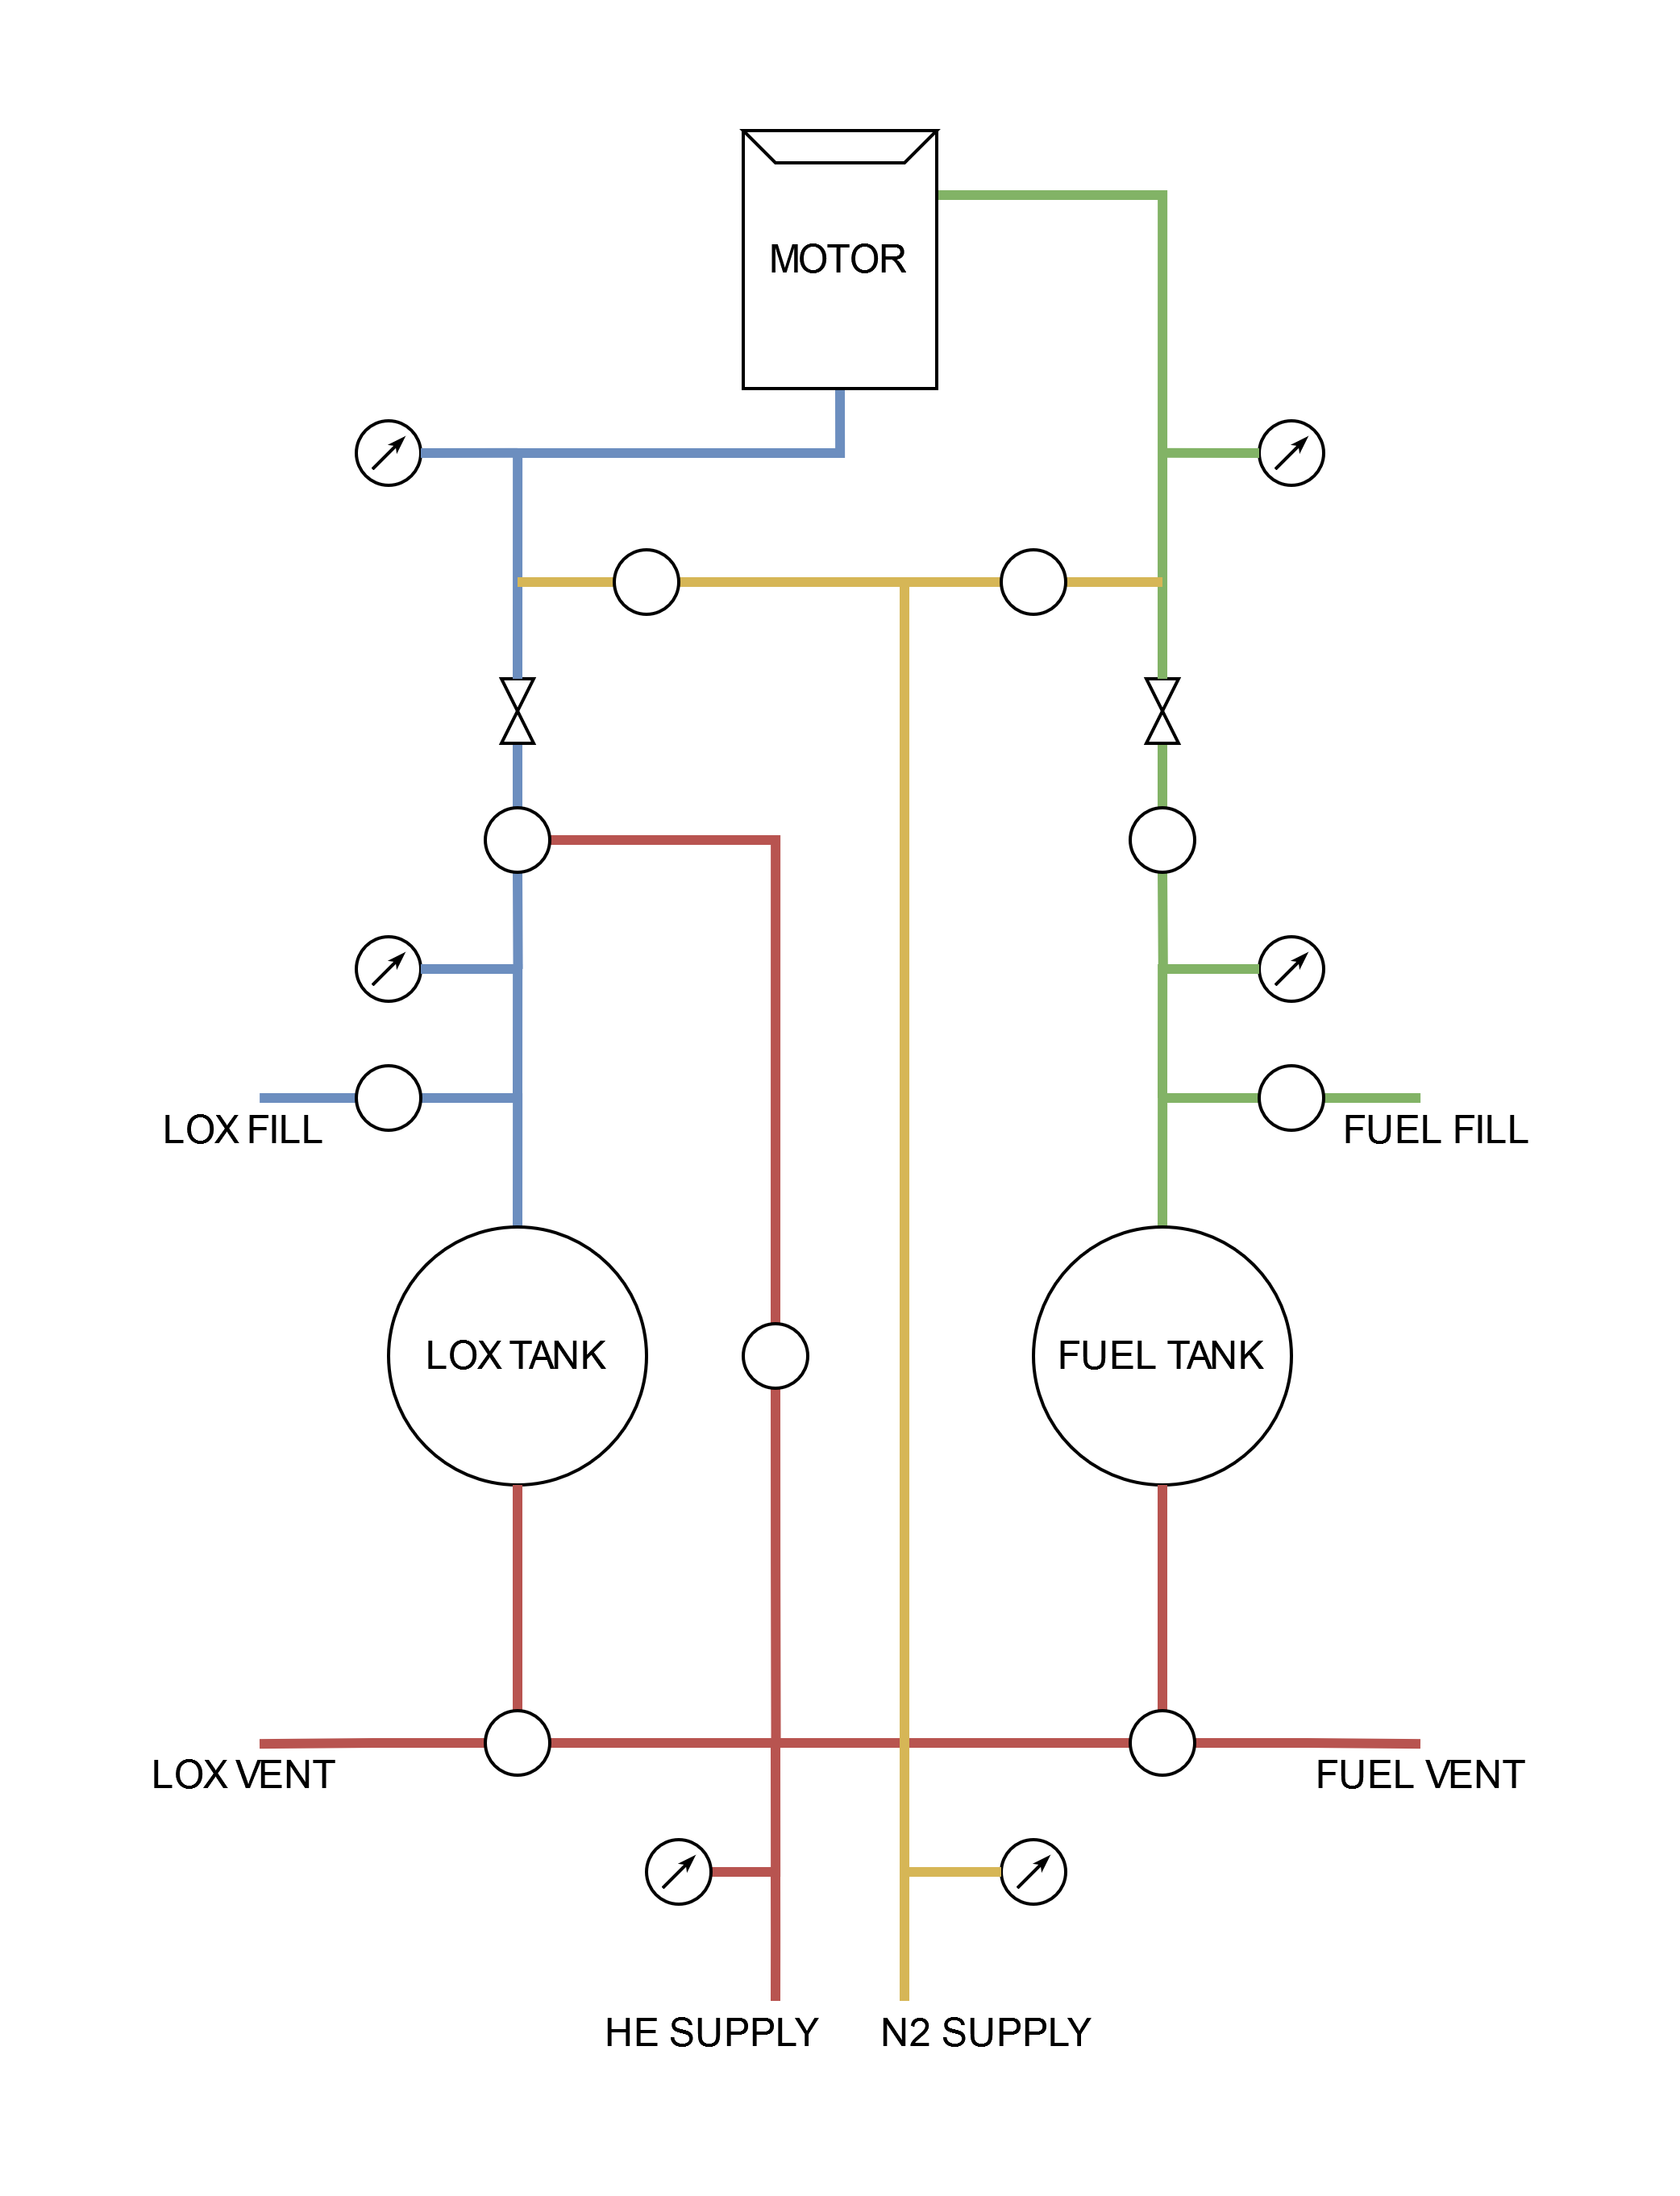 MOTOR
LOX FILL
FUEL FILL
LOX TANK
FUEL TANK
LOX VENT
FUEL VENT
HE SUPPLY
N2 SUPPLY